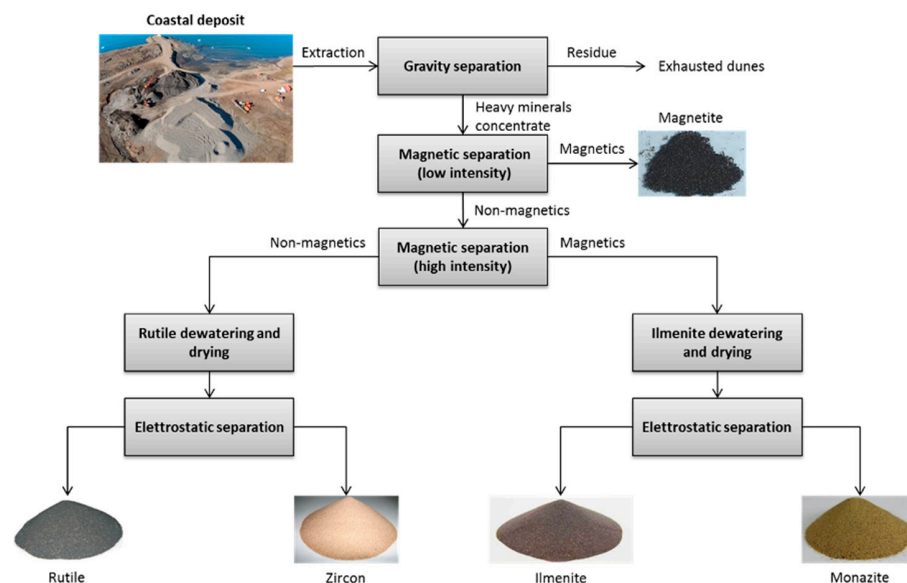 Coastal deposit
Extraction
Gravity separation
Residue
Exhausted dunes
Heavy minerals
concentrate
Magnetite
Magnetic separation
(low intensity)
Magnetics
Non-magnetics
Non-magnetics
Magnetic separation
(high intensity)
Magnetics
Rutile dewatering and
drying
Ilmenite dewatering
and drying
Elettrostatic separation
Elettrostatic separation
Rutile
Zircon
Ilmenite
Monazite